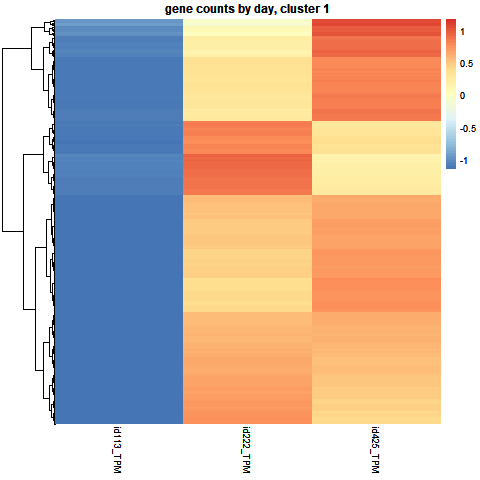 gene counts by day, cluster 1
1
0.5
0
-0.5
-1
id113_TPM
id222_TPM
id425_TPM